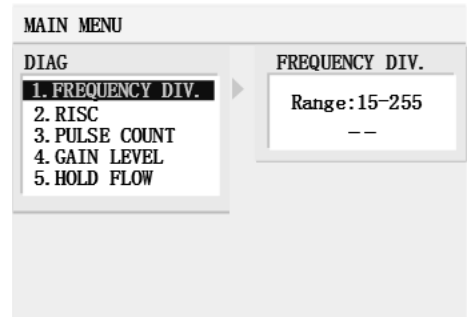 MAIN MENU
DIAG
1. FREQUENCY DIV.
2. RISC
3. PULSE COUNT
4. GAIN LEVEL
5. HOLD FLOW
FREQUENCY DIV.
Range:15-255
--